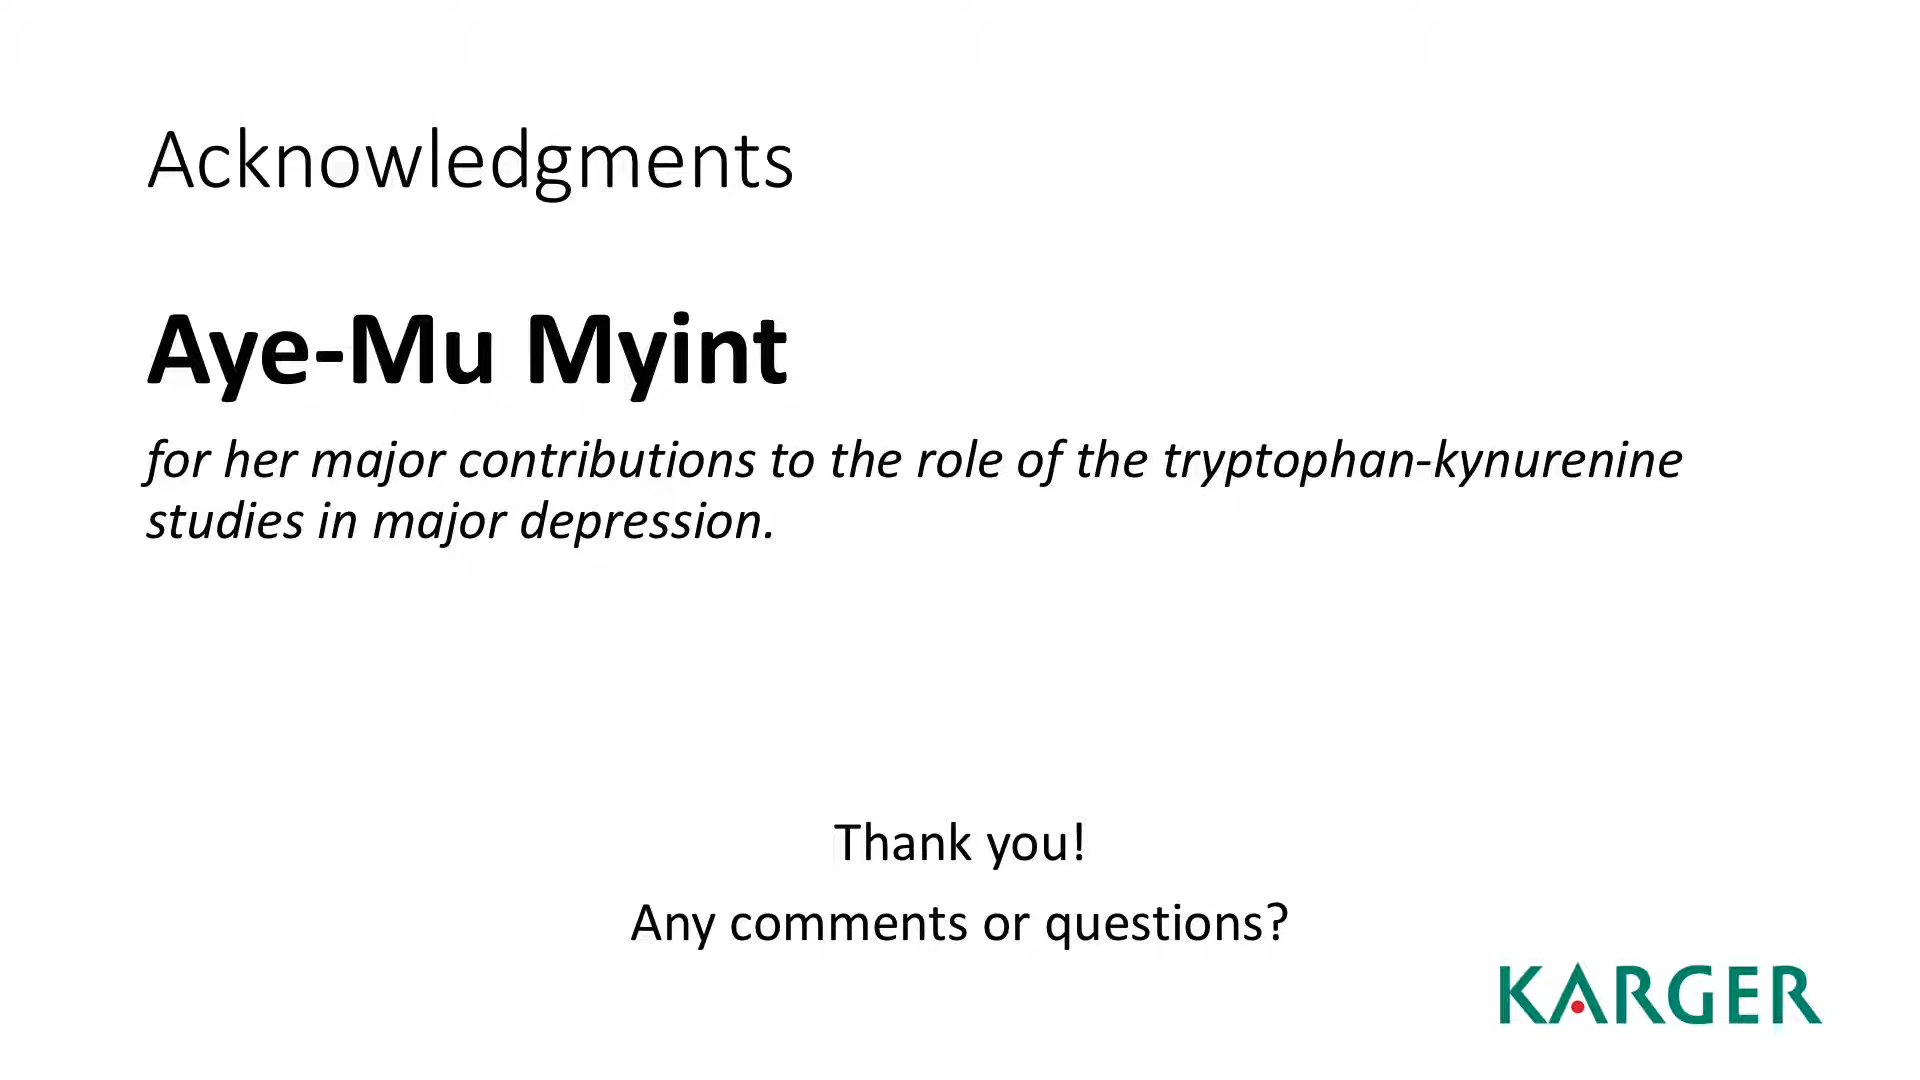 Acknowledgments
Aye-Mu Myint
for her major contributions to the role of the tryptophan-kynurenine
studies in major depression.
Thank you!
Any comments or questions?
KARGER